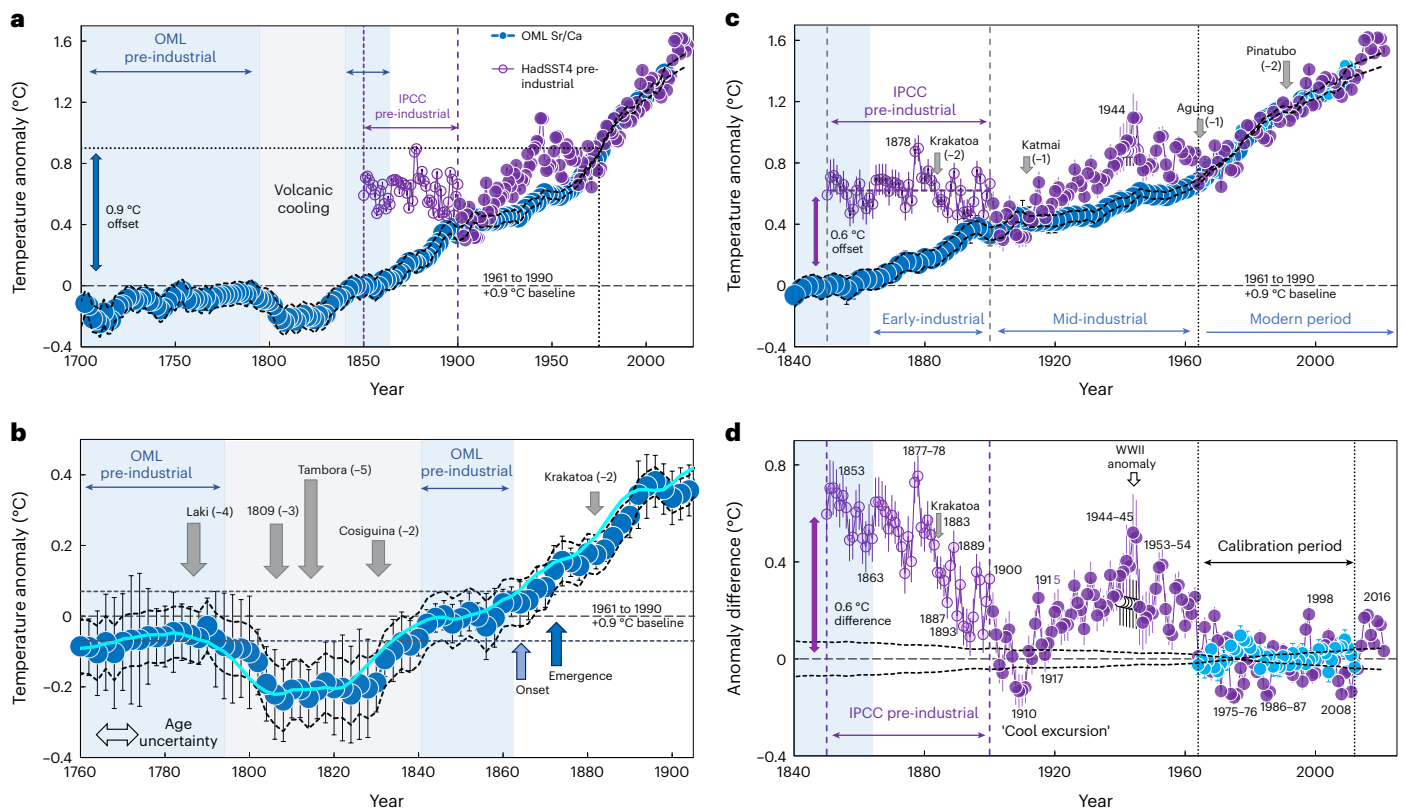 a
1.6
1.2
0.8
0.4
0
−0.4
Temperature anomaly (°C)
OML
pre-industrial
OML Sr/Ca
HadSST4 pre-
industrial
IPCC
pre-industrial
Volcanic
cooling
0.9 °C
offset
1961 to 1990
+0.9 °C baseline
1700
1750
1800
1850
1900
1950
2000
Year
c
1.6
1.2
0.8
0.4
0
−0.4
Temperature anomaly (°C)
IPCC
pre-industrial
1878
Krakatoa
(−2)
Katmai
(−1)
1944
Agung
(−1)
Pinatubo
(−2)
0.6 °C
offset
1961 to 1990
+0.9 °C baseline
Early-industrial
Mid-industrial
Modern period
1840
1880
1920
1960
2000
Year
b
0.4
0.2
0
−0.2
−0.4
Temperature anomaly (°C)
OML
pre-industrial
Laki (−4)
1809 (−3)
Tambora (−5)
Cosiguina (−2)
OML
pre-industrial
Krakatoa (−2)
1961 to 1990
+0.9 °C baseline
Onset
Emergence
Age
uncertainty
1760
1780
1800
1820
1840
1860
1880
1900
Year
d
0.8
0.4
0
−0.4
Anomaly difference (°C)
1853
1877–78
Krakatoa
1883
1863
1889
1887
1893
1900
0.6 °C
difference
1910
1915
1917
WWII
anomaly
1944–45
1953–54
Calibration period
1998
2016
1975–76
1986–87
2008
IPCC pre-industrial
'Cool excursion'
1840
1880
1920
1960
2000
Year